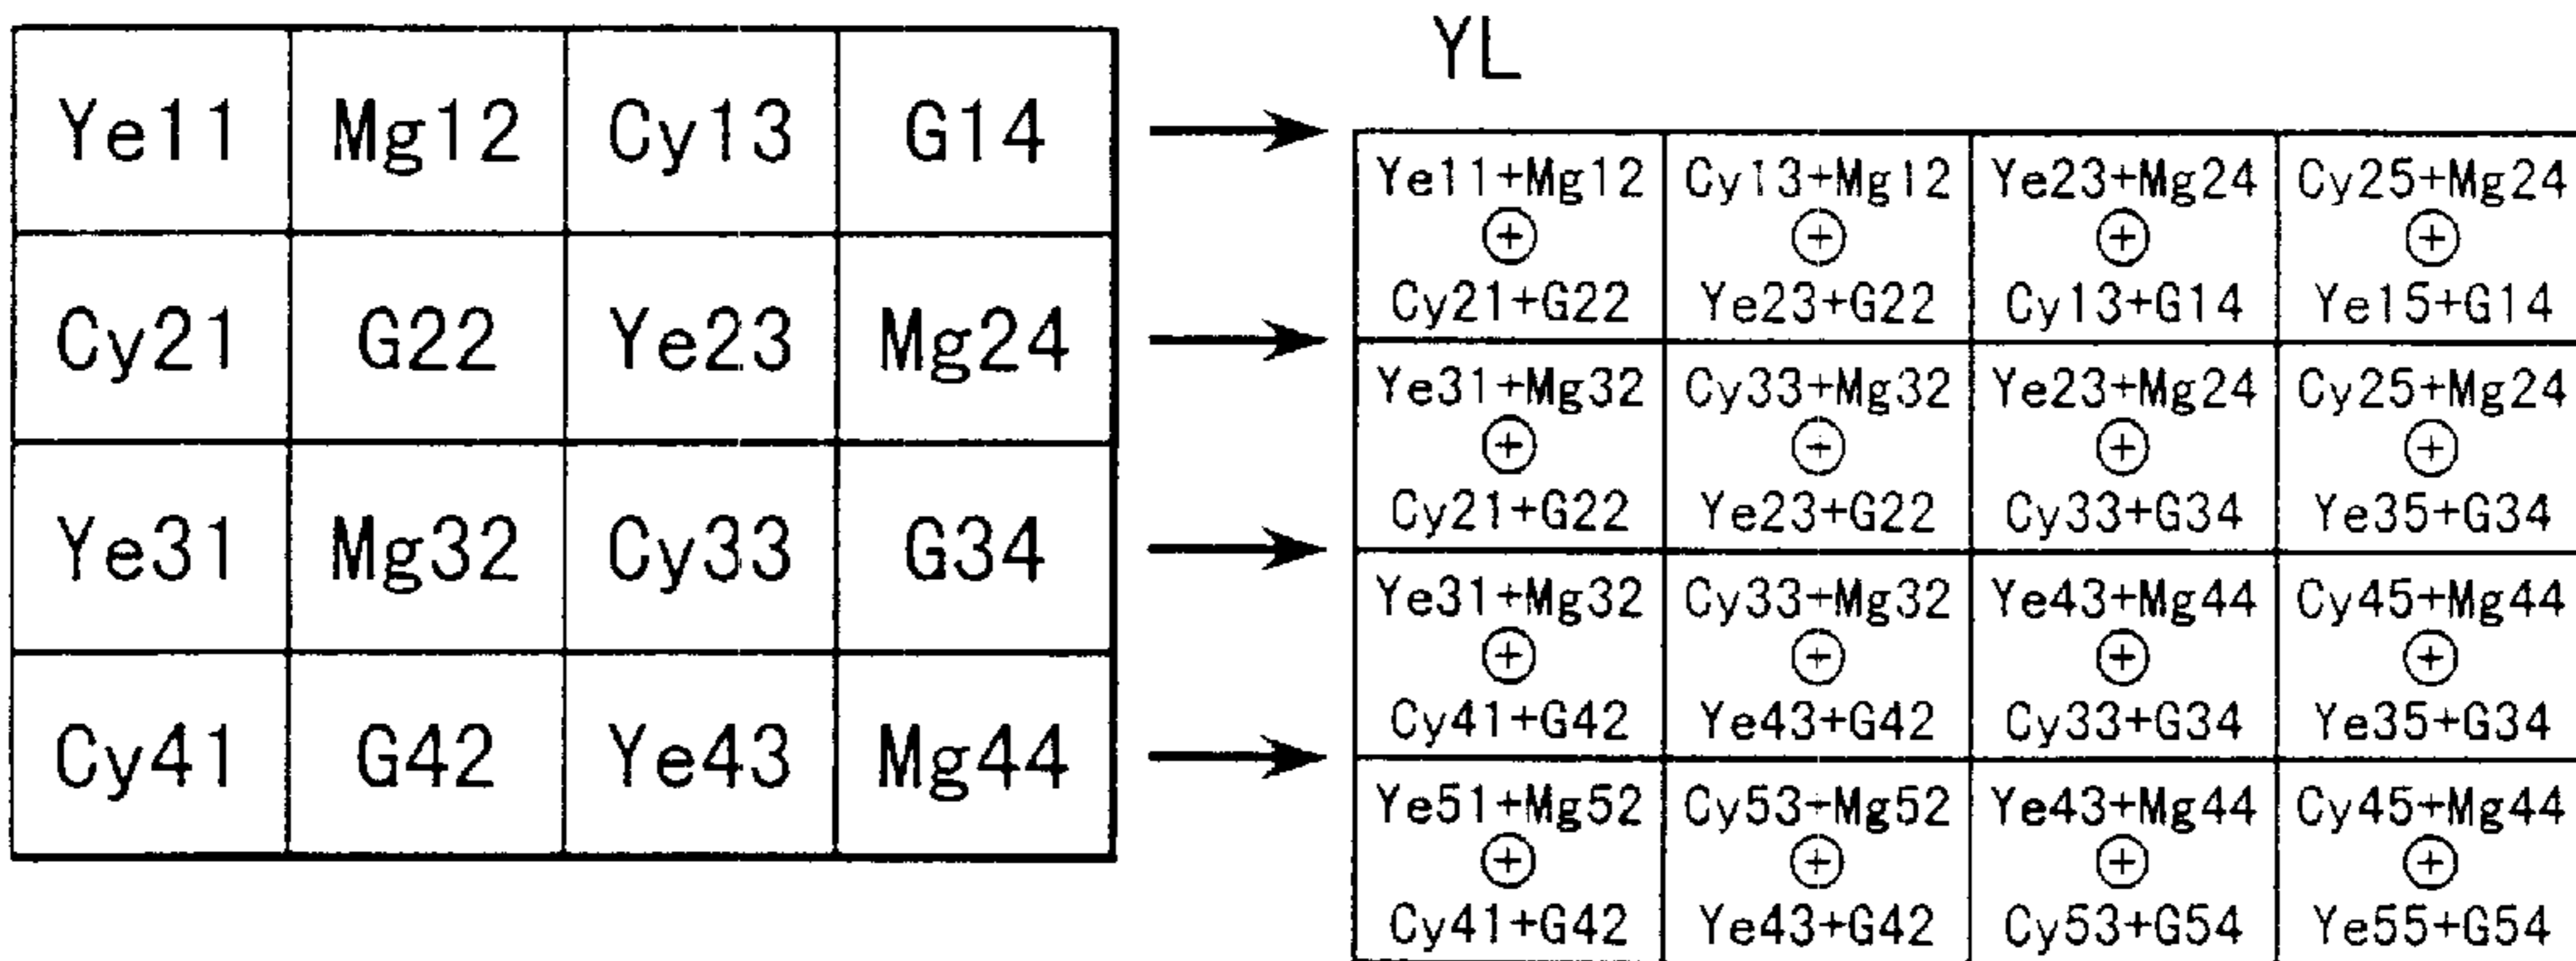 YL
Ye11 Mg12 Cy13 G14
Cy21 G22 Ye23 Mg24
Ye31 Mg32 Cy33 G34
Cy41 G42 Ye43 Mg44
Ye11+Mg12 Cy13+Mg12 Ye23+Mg24 Cy25+Mg24
⊕ ⊕ ⊕ ⊕
Cy21+G22 Ye23+G22 Cy13+G14 Ye15+G14
Ye31+Mg32 Cy33+Mg32 Ye23+Mg24 Cy25+Mg24
⊕ ⊕ ⊕ ⊕
Cy21+G22 Ye23+G22 Cy33+G34 Ye35+G34
Ye31+Mg32 Cy33+Mg32 Ye43+Mg44 Cy45+Mg44
⊕ ⊕ ⊕ ⊕
Cy41+G42 Ye43+G42 Cy33+G34 Ye35+G34
Ye51+Mg52 Cy53+Mg52 Ye43+Mg44 Cy45+Mg44
⊕ ⊕ ⊕ ⊕
Cy41+G42 Ye43+G42 Cy53+G54 Ye55+G54